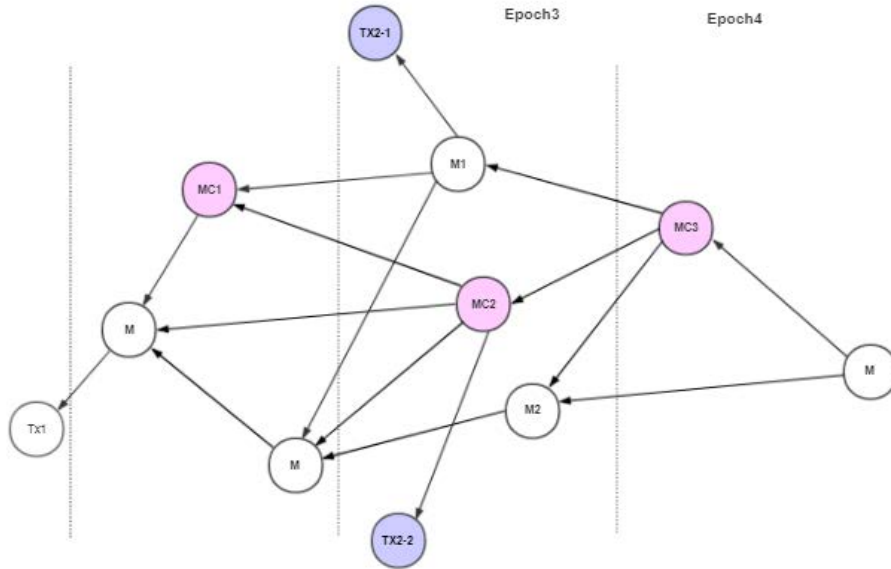 Epoch3
Epoch4
TX2-1
M1
MC1
MC3
MC2
M
M
M2
Tx1
M
TX2-2